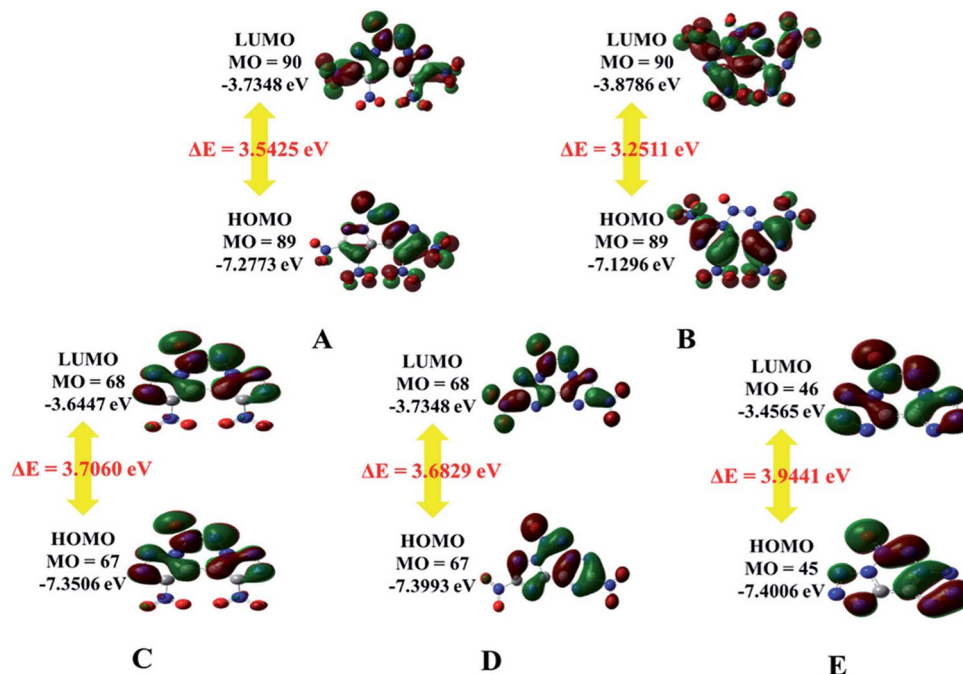 LUMO
MO = 90
-3.7348 eV
ΔE = 3.5425 eV
HOMO
MO = 89
-7.2773 eV
A
LUMO
MO = 90
-3.8786 eV
ΔE = 3.2511 eV
HOMO
MO = 89
-7.1296 eV
B
LUMO
MO = 68
-3.6447 eV
ΔE = 3.7060 eV
HOMO
MO = 67
-7.3506 eV
C
LUMO
MO = 68
-3.7348 eV
ΔE = 3.6829 eV
HOMO
MO = 67
-7.3993 eV
D
LUMO
MO = 46
-3.4565 eV
ΔE = 3.9441 eV
HOMO
MO = 45
-7.4006 eV
E